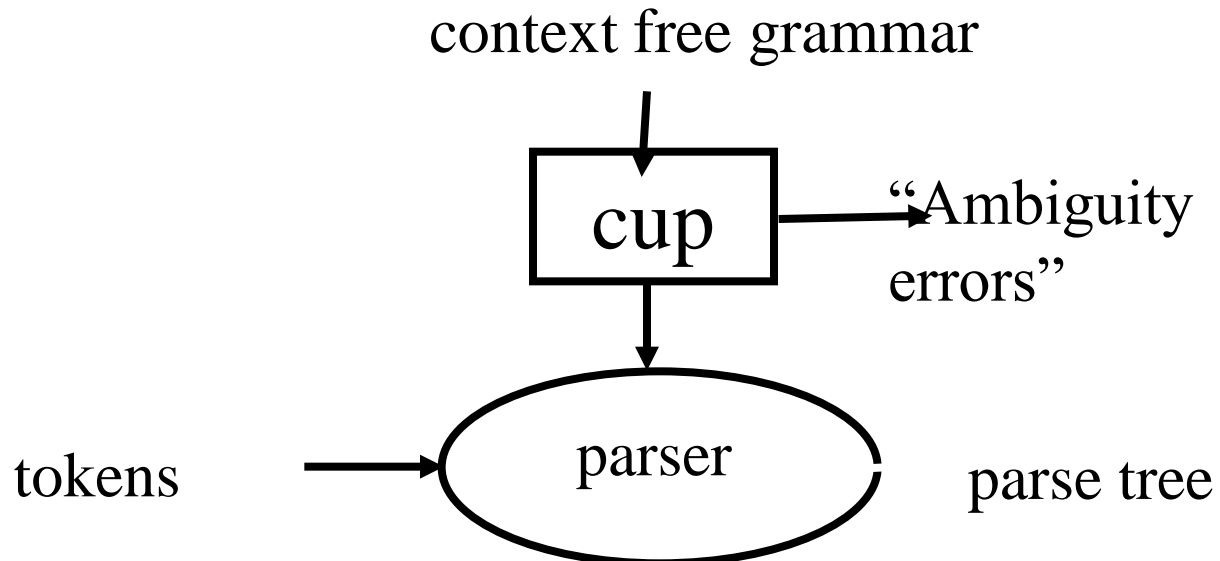 context free grammar
cup
“Ambiguity
errors”
parser
tokens
parse tree